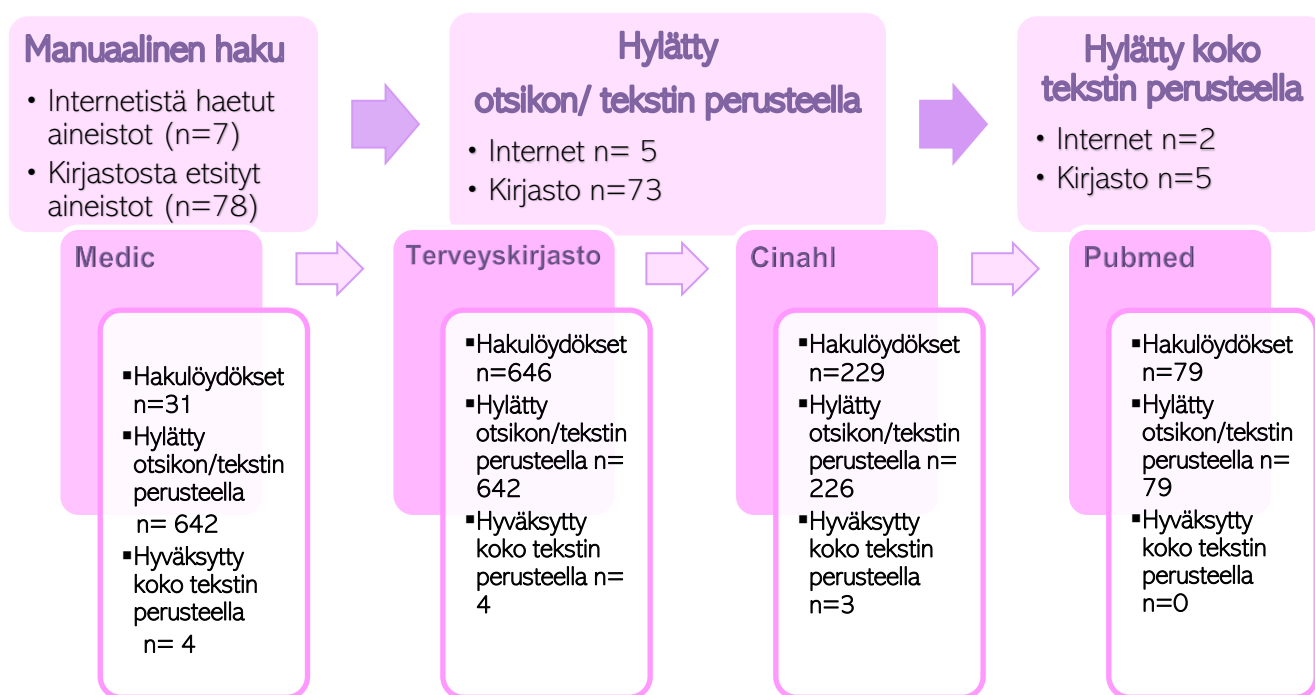 Manuaalinen haku
• Internetistä haetut
aineistot (n=7)
• Kirjastosta etsityt
aineistot (n=78)
Hylätty
otsikon/ tekstin perusteella
• Internet n= 5
• Kirjasto n=73
Hylätty koko
tekstin perusteella
• Internet n=2
• Kirjasto n=5
Medic
▪Hakulöydökset
n=31
▪Hylätty
otsikon/tekstin
perusteella
n= 642
▪Hyväksytty
koko tekstin
perusteella
n= 4
Terveyskirjasto
▪Hakulöydökset
n=646
▪Hylätty
otsikon/tekstin
perusteella n=
642
▪Hyväksytty
koko tekstin
perusteella n=
4
Cinahl
▪Hakulöydökset
n=229
▪Hylätty
otsikon/tekstin
perusteella n=
226
▪Hyväksytty
koko tekstin
perusteella
n=3
Pubmed
▪Hakulöydökset
n=79
▪Hylätty
otsikon/tekstin
perusteella n=
79
▪Hyväksytty
koko tekstin
perusteella
n=0